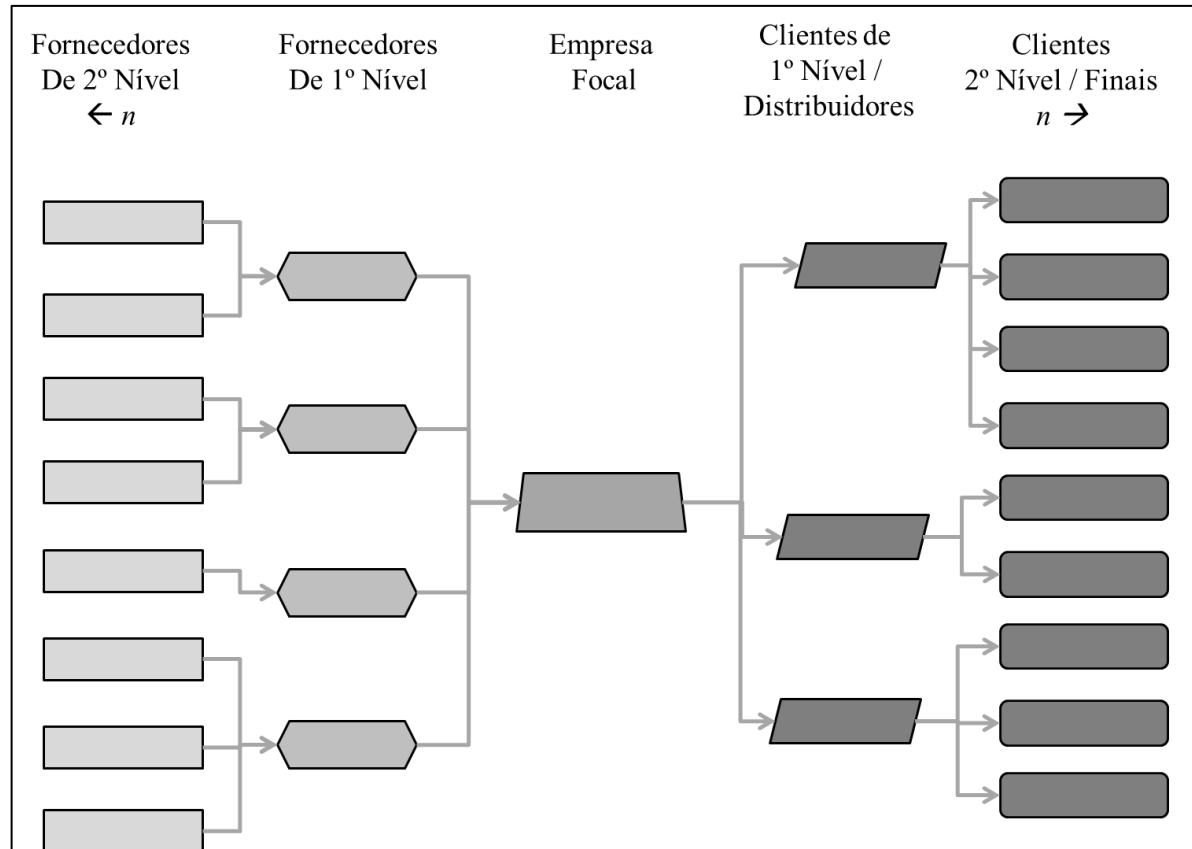 Fornecedores
De 2º Nível
← n
Fornecedores
De 1º Nível
Empresa
Focal
Clientes de
1º Nível /
Distribuidores
Clientes
2º Nível / Finais
n →